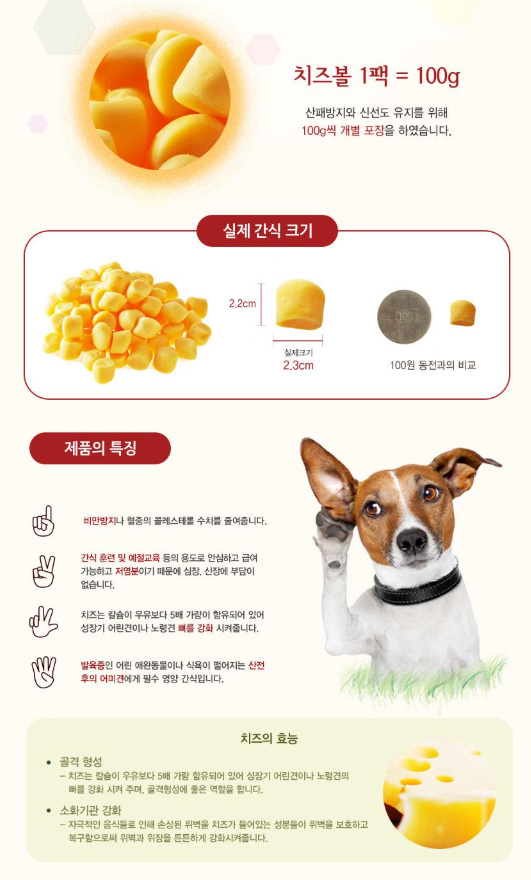 치즈볼 1팩 = 100g
산패방지와 신선도 유지를 위해
100g씩 개별 포장을 하였습니다.
실제 간식 크기
2.2cm
실제크기
2.3cm
100원 동전과의 비교
제품의 특징
비만방지나 혈중의 콜레스테롤 수치를 줄여줍니다.
간식 훈련 및 예절교육 등의 용도로 안심하고 급여
가능하고 저염분이기 때문에 심장, 신장에 부담이
없습니다.
치즈는 칼슘이 우유보다 5배 가량이 함유되어 있어
성장기 어린견이나 노령견 뼈를 강화 시켜줍니다.
발육중인 어린 애완동물이나 식욕이 떨어지는 산전
후의 어미견에게 필수 영양 간식입니다.
치즈의 효능
• 골격 형성
– 치즈는 칼슘이 우유보다 5배 가량 함유되어 있어 성장기 어린견이나 노령견의
뼈를 강화 시켜 주며, 골격형성에 좋은 역할을 합니다.
• 소화기관 강화
– 자극적인 음식들로 인해 손상된 위벽을 치즈가 들어있는 성분들이 위벽을 보호하고
복구함으로써 위벽과 위장을 튼튼하게 강화시켜줍니다.